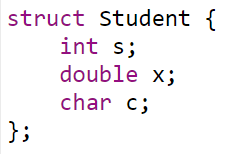 struct Student {
    int s;
    double x;
    char c;
};